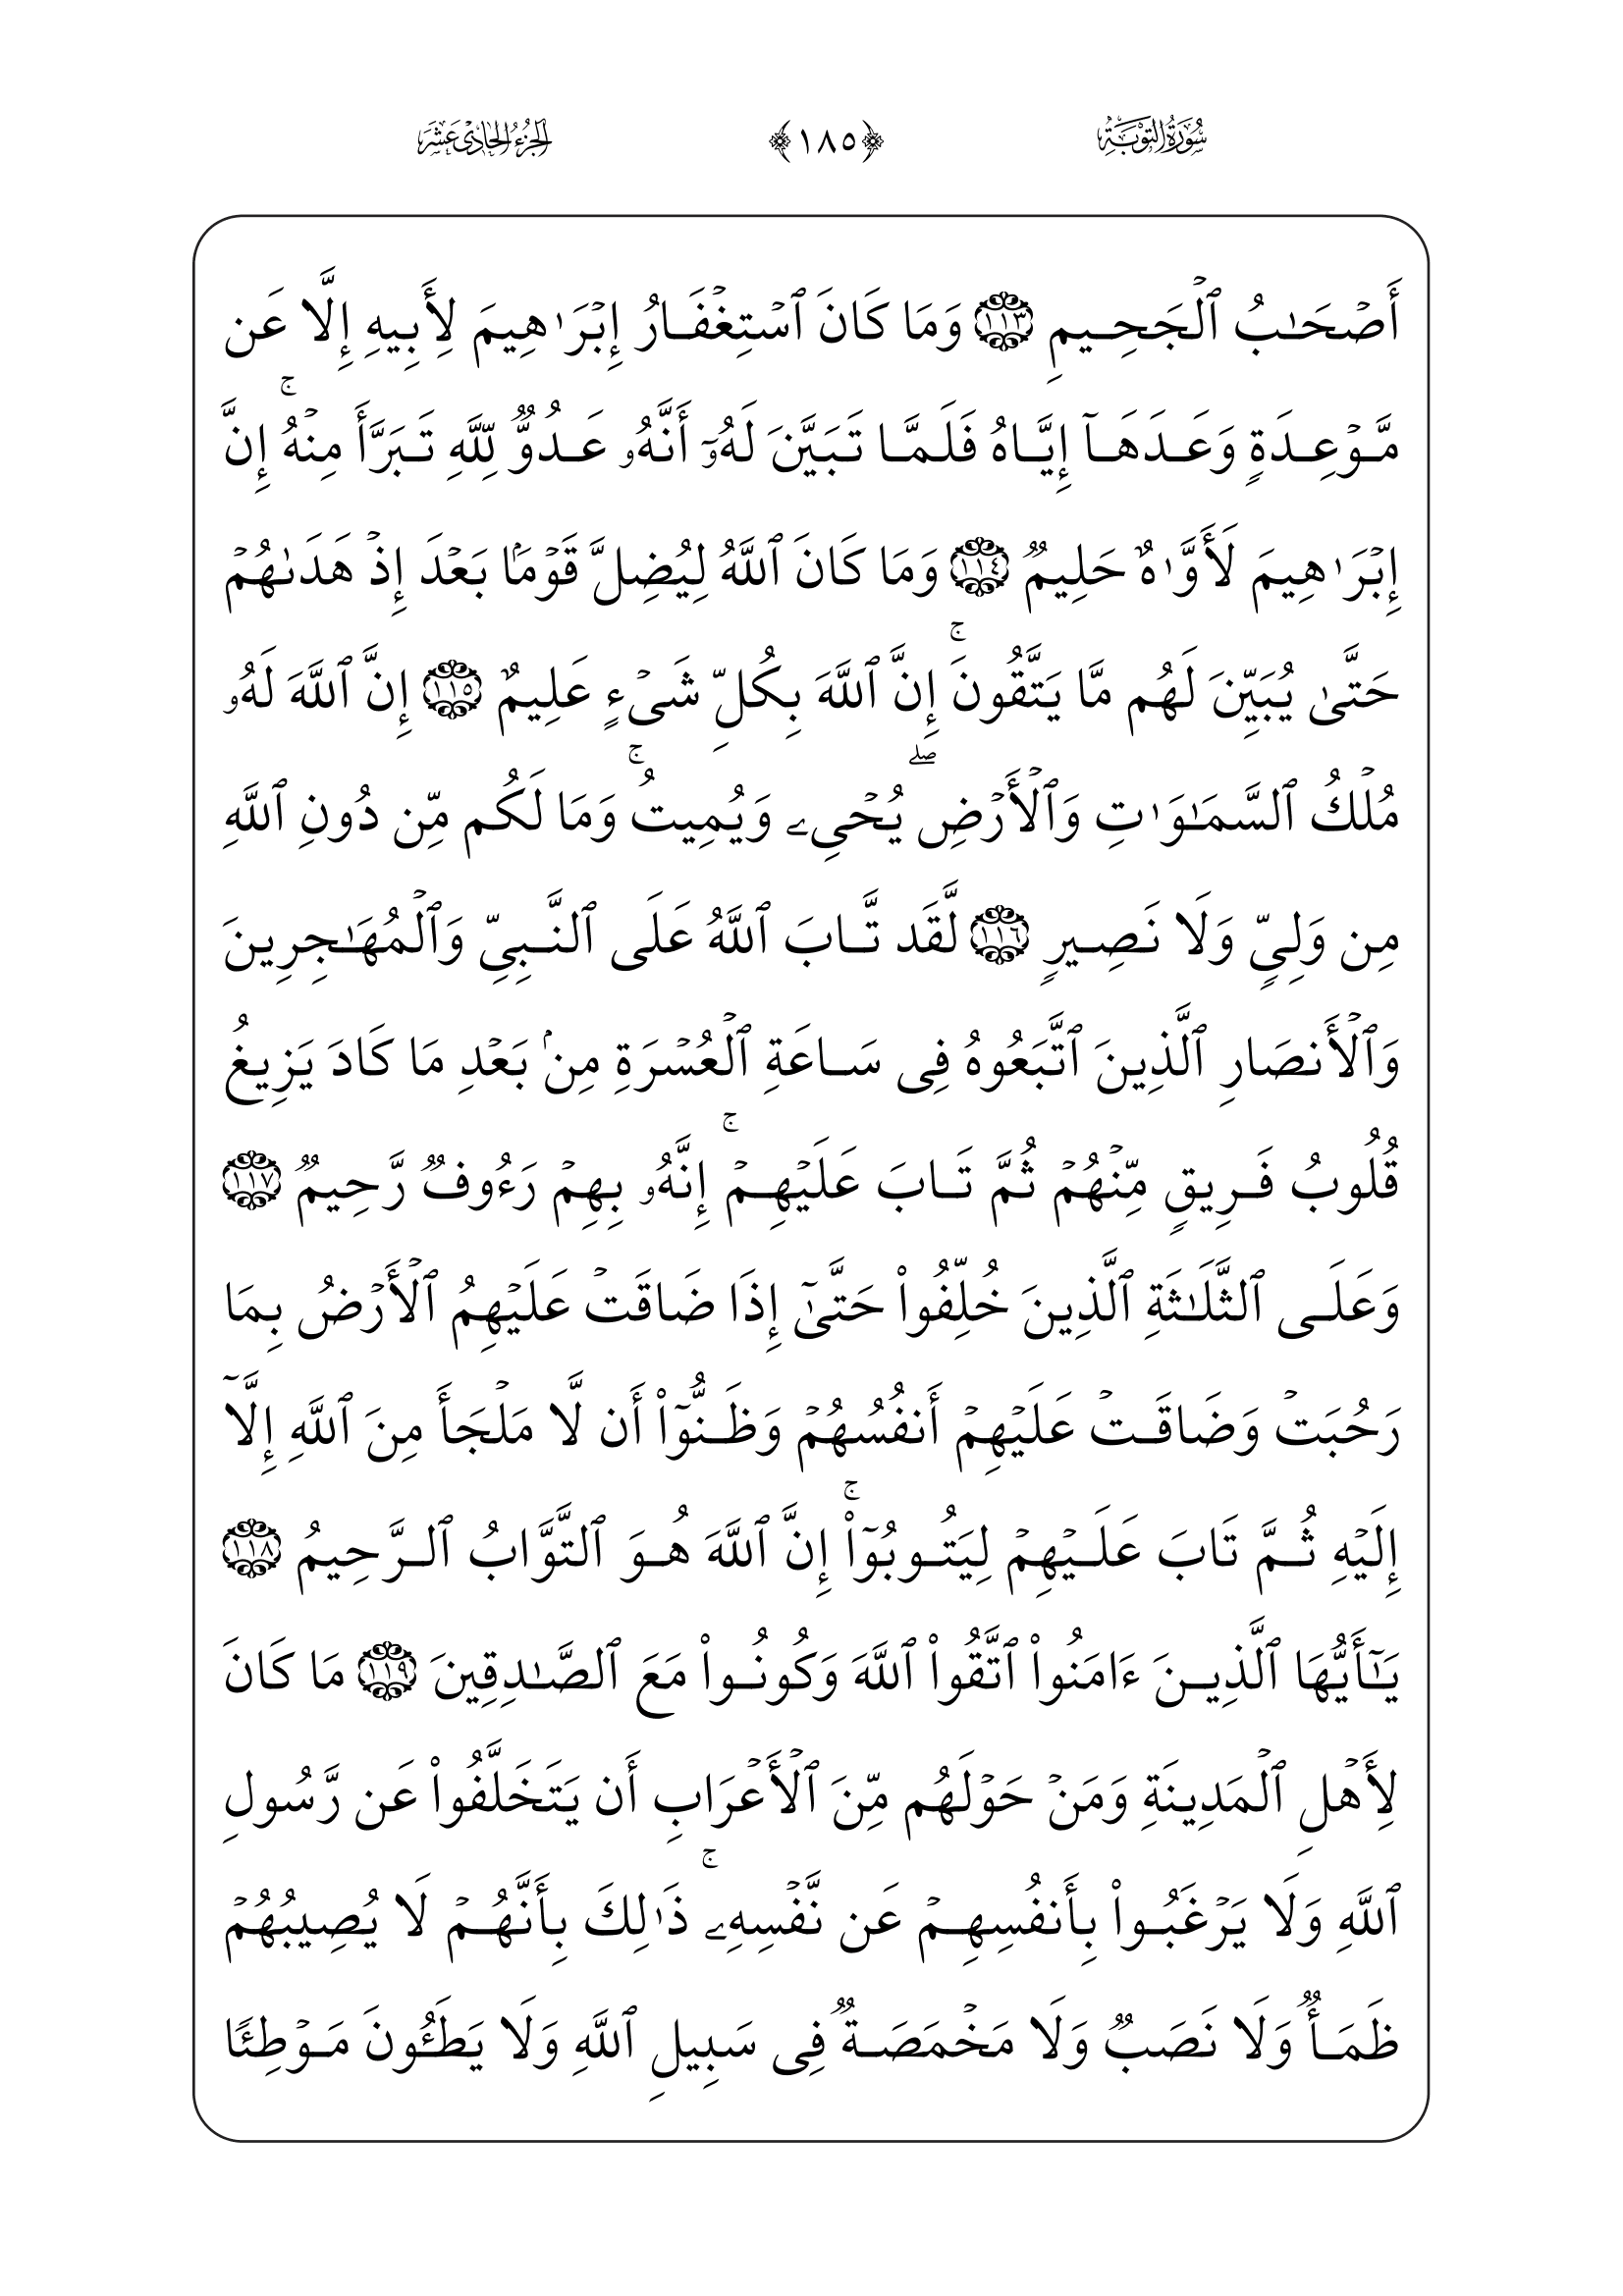 سُورَةُ التَّوْبَةِ ﴿١٨٥﴾ الجُزْءُ الحَادِي عَشَرَ
أَصۡحَٰبُ ٱلۡجَحِيمِ ١١٣ وَمَا كَانَ ٱسۡتِغۡفَارُ إِبۡرَٰهِيمَ لِأَبِيهِ إِلَّا عَن
مَّوۡعِدَةٖ وَعَدَهَآ إِيَّاهُ فَلَمَّا تَبَيَّنَ لَهُۥٓ أَنَّهُۥ عَدُوّٞ لِّلَّهِ تَبَرَّأَ مِنۡهُۚ إِنَّ
إِبۡرَٰهِيمَ لَأَوَّٰهٌ حَلِيمٞ ١١٤ وَمَا كَانَ ٱللَّهُ لِيُضِلَّ قَوۡمَۢا بَعۡدَ إِذۡ هَدَىٰهُمۡ
حَتَّىٰ يُبَيِّنَ لَهُم مَّا يَتَّقُونَۚ إِنَّ ٱللَّهَ بِكُلِّ شَيۡءٍ عَلِيمٌ ١١٥ إِنَّ ٱللَّهَ لَهُۥ
مُلۡكُ ٱلسَّمَٰوَٰتِ وَٱلۡأَرۡضِۖ يُحۡيِۦ وَيُمِيتُۚ وَمَا لَكُم مِّن دُونِ ٱللَّهِ
مِن وَلِيّٖ وَلَا نَصِيرٖ ١١٦ لَّقَد تَّابَ ٱللَّهُ عَلَى ٱلنَّبِيِّ وَٱلۡمُهَٰجِرِينَ
وَٱلۡأَنصَارِ ٱلَّذِينَ ٱتَّبَعُوهُ فِي سَاعَةِ ٱلۡعُسۡرَةِ مِنۢ بَعۡدِ مَا كَادَ يَزِيغُ
قُلُوبُ فَرِيقٖ مِّنۡهُمۡ ثُمَّ تَابَ عَلَيۡهِمۡۚ إِنَّهُۥ بِهِمۡ رَءُوفٞ رَّحِيمٞ ١١٧
وَعَلَى ٱلثَّلَٰثَةِ ٱلَّذِينَ خُلِّفُواْ حَتَّىٰٓ إِذَا ضَاقَتۡ عَلَيۡهِمُ ٱلۡأَرۡضُ بِمَا
رَحُبَتۡ وَضَاقَتۡ عَلَيۡهِمۡ أَنفُسُهُمۡ وَظَنُّوٓاْ أَن لَّا مَلۡجَأَ مِنَ ٱللَّهِ إِلَّآ
إِلَيۡهِ ثُمَّ تَابَ عَلَيۡهِمۡ لِيَتُوبُوٓاْۚ إِنَّ ٱللَّهَ هُوَ ٱلتَّوَّابُ ٱلرَّحِيمُ ١١٨
يَٰٓأَيُّهَا ٱلَّذِينَ ءَامَنُواْ ٱتَّقُواْ ٱللَّهَ وَكُونُواْ مَعَ ٱلصَّٰدِقِينَ ١١٩ مَا كَانَ
لِأَهۡلِ ٱلۡمَدِينَةِ وَمَنۡ حَوۡلَهُم مِّنَ ٱلۡأَعۡرَابِ أَن يَتَخَلَّفُواْ عَن رَّسُولِ
ٱللَّهِ وَلَا يَرۡغَبُواْ بِأَنفُسِهِمۡ عَن نَّفۡسِهِۦۚ ذَٰلِكَ بِأَنَّهُمۡ لَا يُصِيبُهُمۡ
ظَمَأٞ وَلَا نَصَبٞ وَلَا مَخۡمَصَةٞ فِي سَبِيلِ ٱللَّهِ وَلَا يَطَـُٔونَ مَوۡطِئٗا